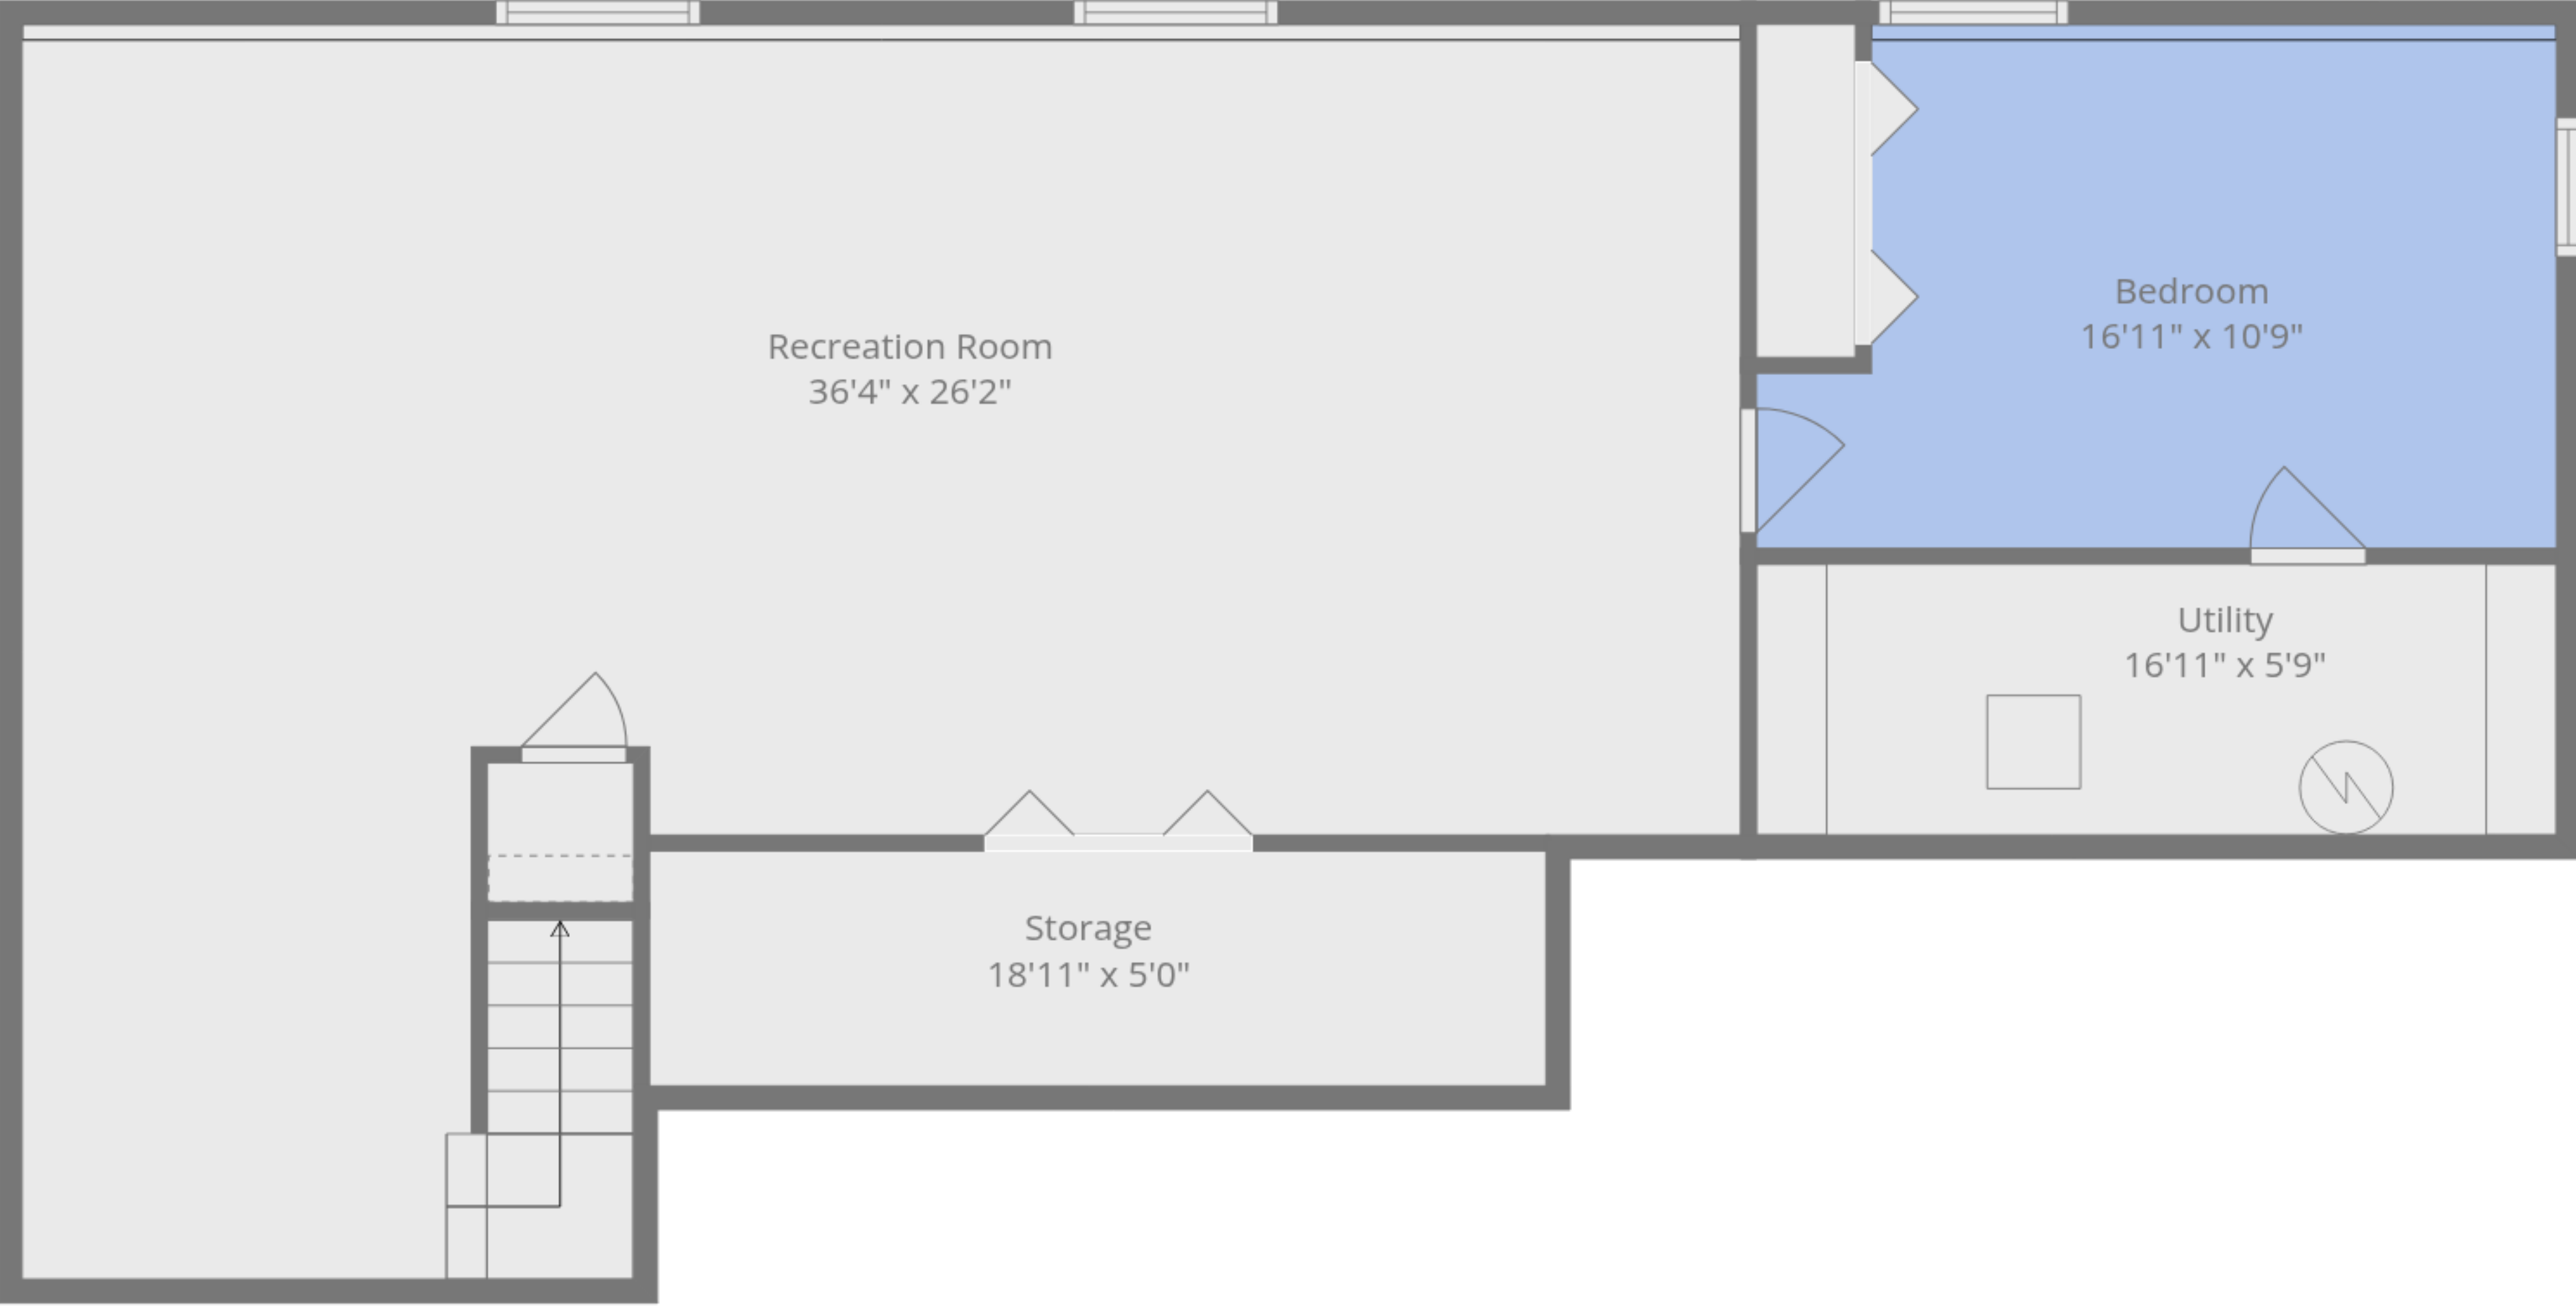 Recreation Room
36'4" x 26'2"
Bedroom
16'11" x 10'9"
Utility
16'11" x 5'9"
Storage
18'11" x 5'0"